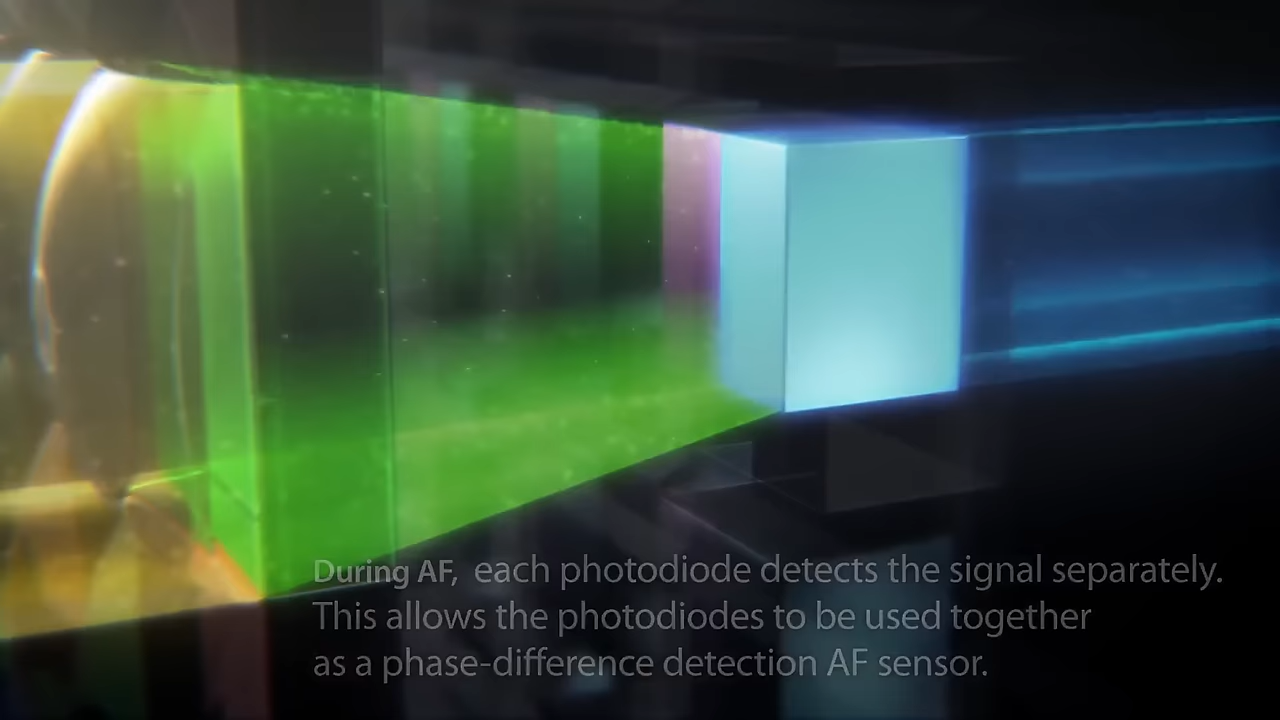 During AF, each photodiode detects the signal separately.
This allows the photodiodes to be used together
as a phase-difference detection AF sensor.